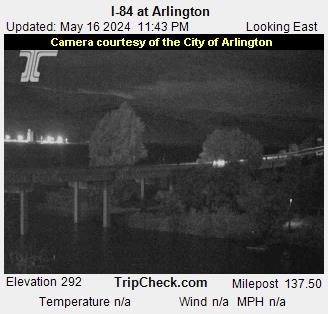 I-84 at Arlington
Updated: May 16 2024 11:43 PM Looking East
Camera courtesy of the City of Arlington
Elevation 292 TripCheck.com Milepost 137.50
Temperature n/a Wind n/a MPH n/a